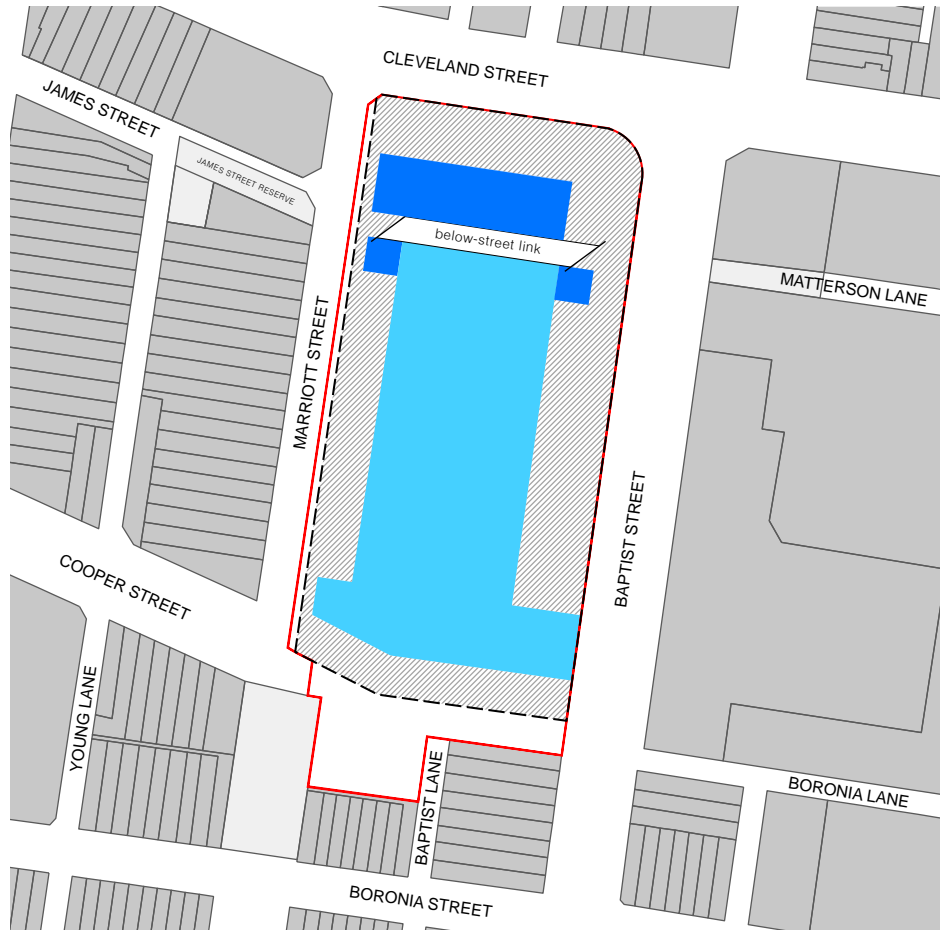 CLEVELAND STREET
JAMES STREET
JAMES STREET RESERVE
below-street link
MATTERSON LANE
MARRIOTT STREET
BAPTIST STREET
COOPER STREET
YOUNG LANE
BAPTIST LANE
BORONIA LANE
BORONIA STREET